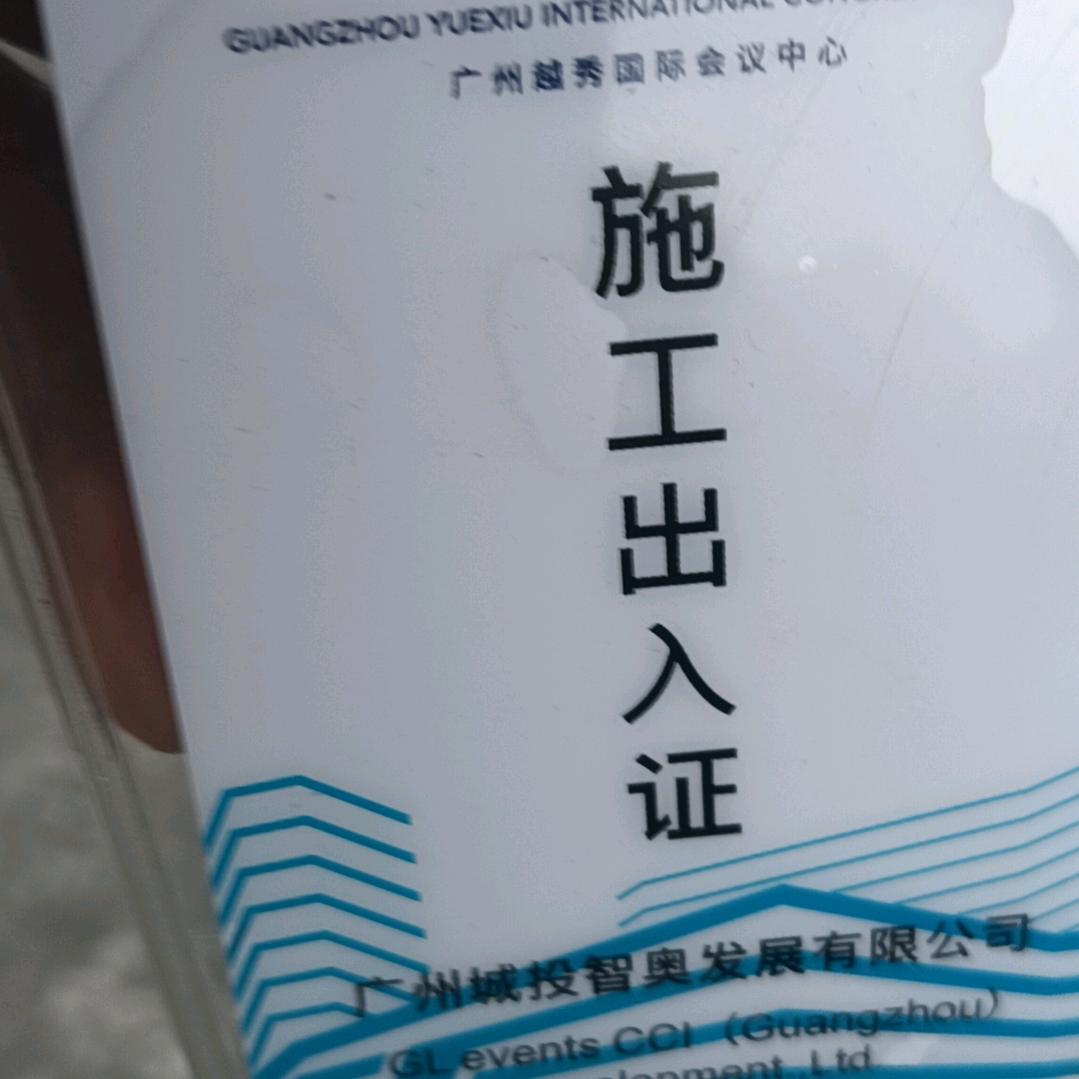 GUANGZHOU YUEXIU INTERNATIONAL
广州越秀国际会议中心
施工出入证
广州城投智奥发展有限公司
GL events CCI (Guangzhou)
Ltd